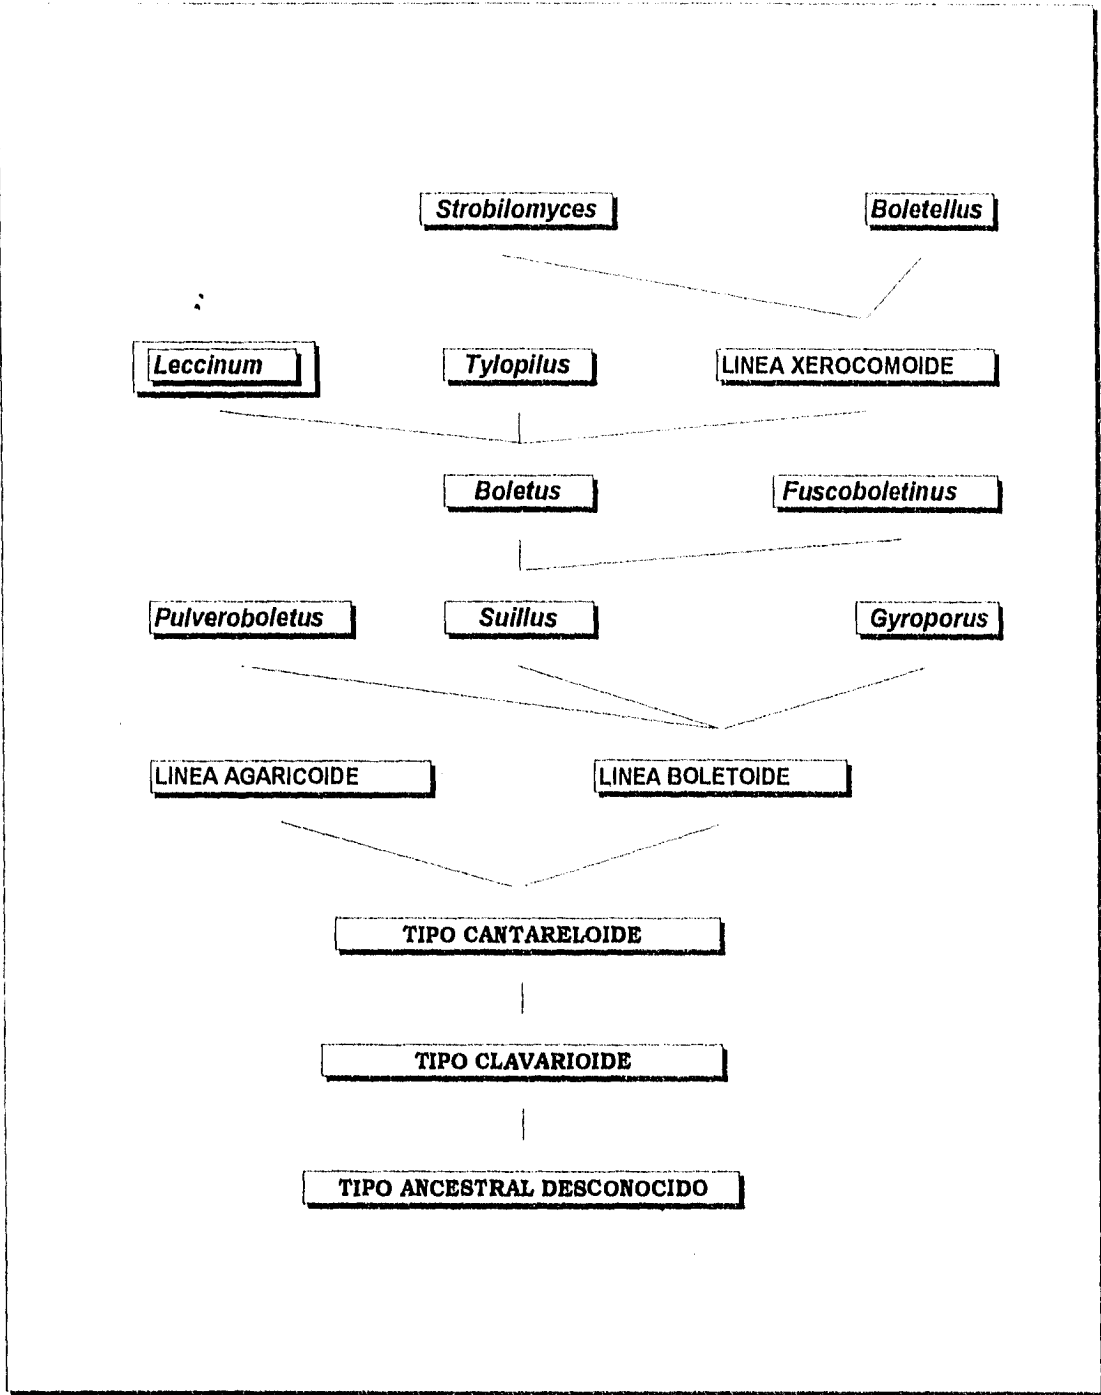 Strobilomyces
Boletellus
Leccinum
Tylopilus
LINEA XEROCOMOIDE
Boletus
Fuscoboletinus
Pulveroboletus
Suillus
Gyroporus
LINEA AGARICOIDE
LINEA BOLETOIDE
TIPO CANTARELOIDE
TIPO CLAVARIOIDE
TIPO ANCESTRAL DESCONOCIDO